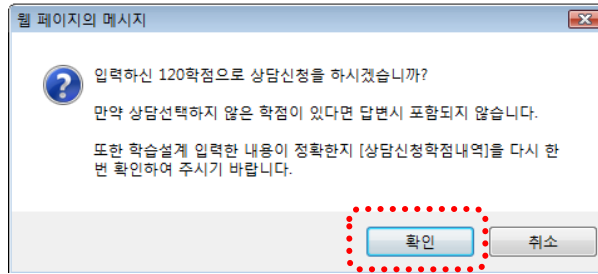 웹 페이지의 메시지
입력하신 120학점으로 상담신청을 하시겠습니까?
만약 상담선택하지 않은 학점이 있다면 답변시 포함되지 않습니다.
또한 학습설계 입력한 내용이 정확한지 [상담신청학점내역]을 다시 한
번 확인하여 주시기 바랍니다.
확인
취소